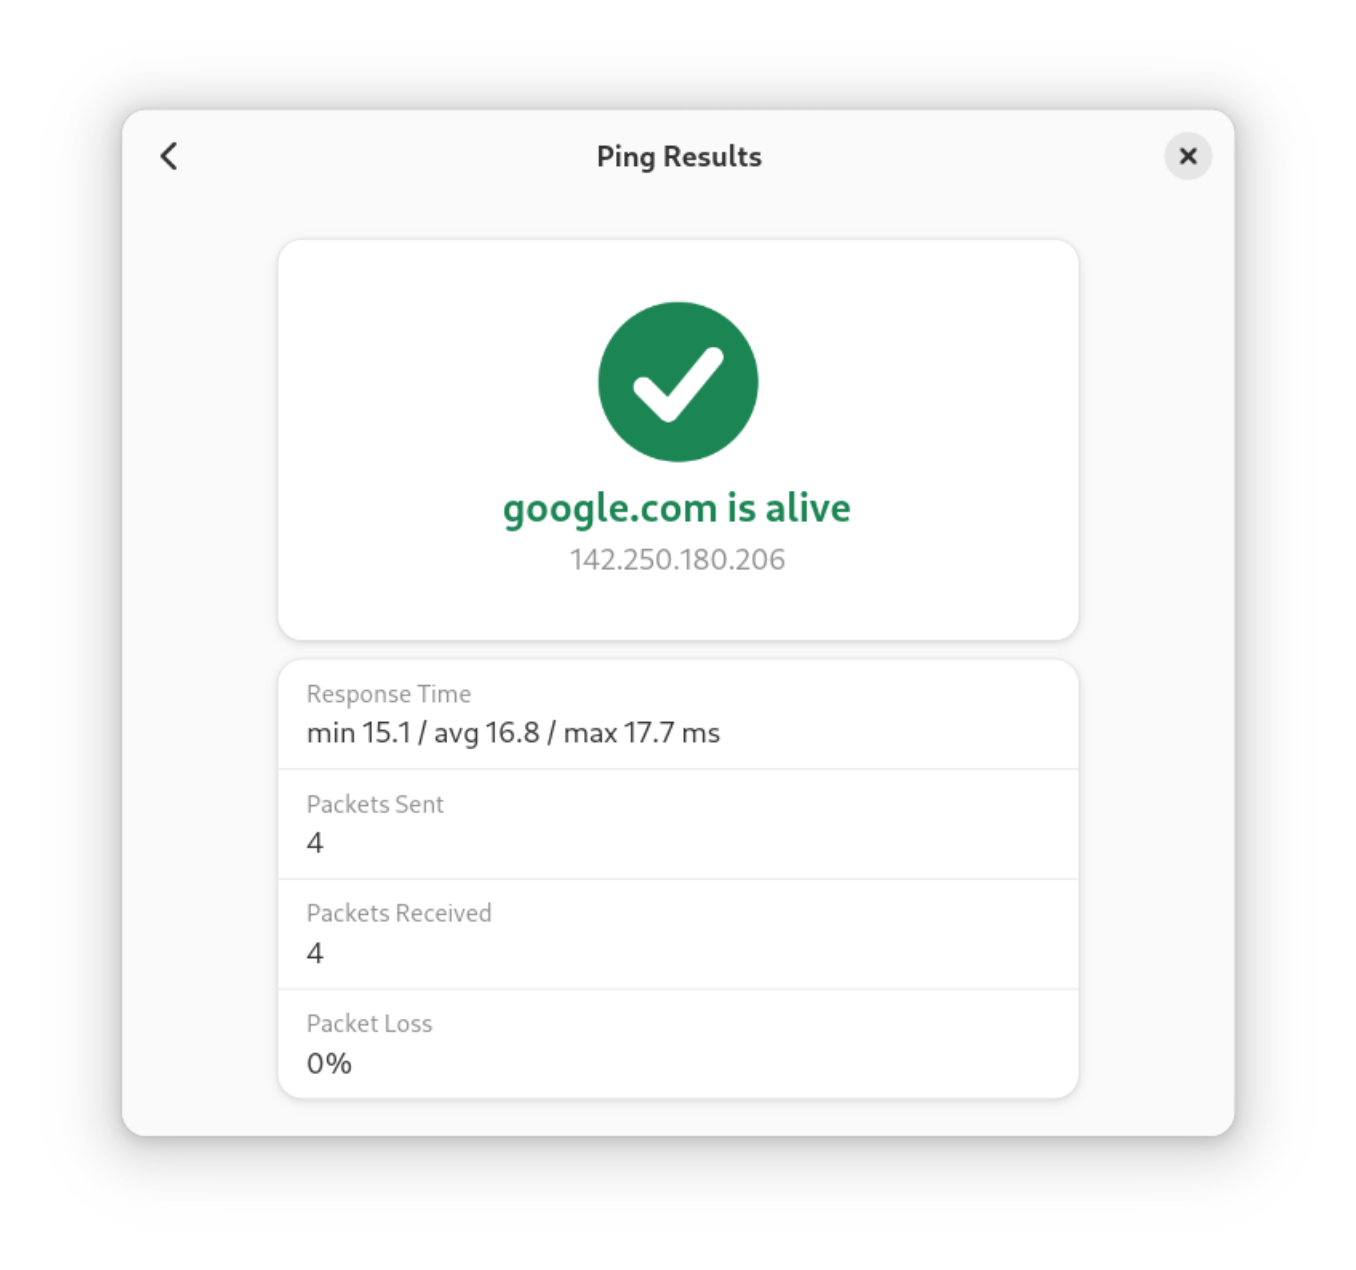 Ping Results
google.com is alive
142.250.180.206
Response Time
min 15.1 / avg 16.8 / max 17.7 ms
Packets Sent
4
Packets Received
4
Packet Loss
0%